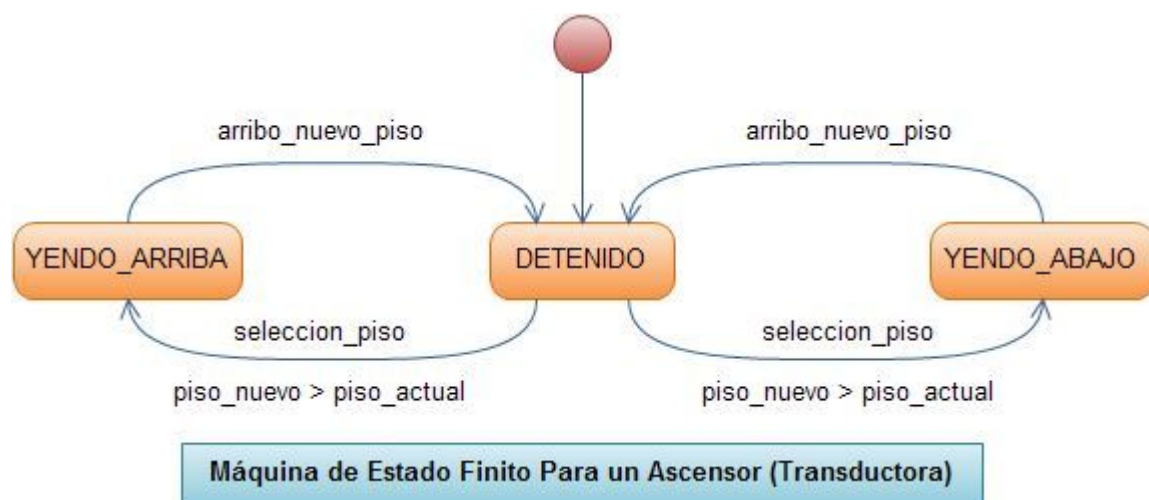 arribo_nuevo_piso
arribo_nuevo_piso
YENDO_ARRIBA
DETENIDO
YENDO_ABAJO
seleccion_piso
seleccion_piso
piso_nuevo > piso_actual
piso_nuevo > piso_actual
Máquina de Estado Finito Para un Ascensor (Transductora)